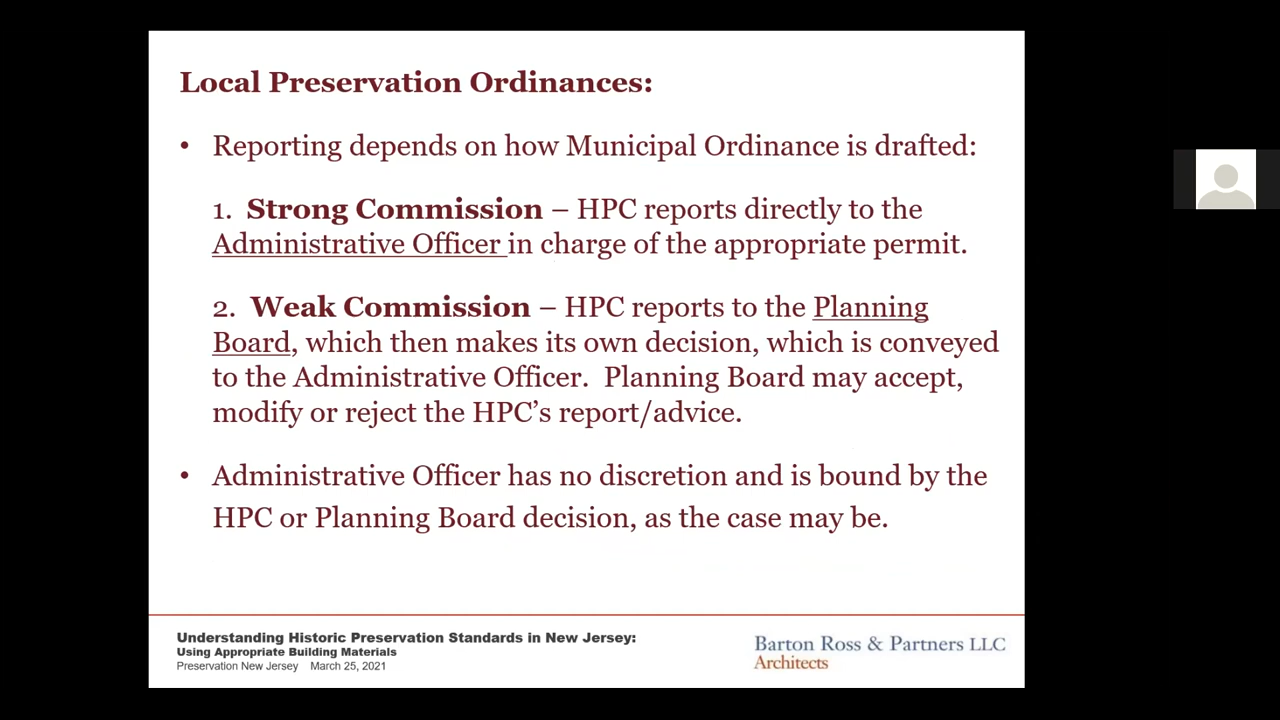 Local Preservation Ordinances:
• Reporting depends on how Municipal Ordinance is drafted:
1. Strong Commission – HPC reports directly to the
Administrative Officer in charge of the appropriate permit.
2. Weak Commission – HPC reports to the Planning
Board, which then makes its own decision, which is conveyed
to the Administrative Officer. Planning Board may accept,
modify or reject the HPC’s report/advice.
• Administrative Officer has no discretion and is bound by the
HPC or Planning Board decision, as the case may be.
Understanding Historic Preservation Standards in New Jersey:
Using Appropriate Building Materials
Preservation New Jersey March 25, 2021
Barton Ross & Partners LLC
Architects